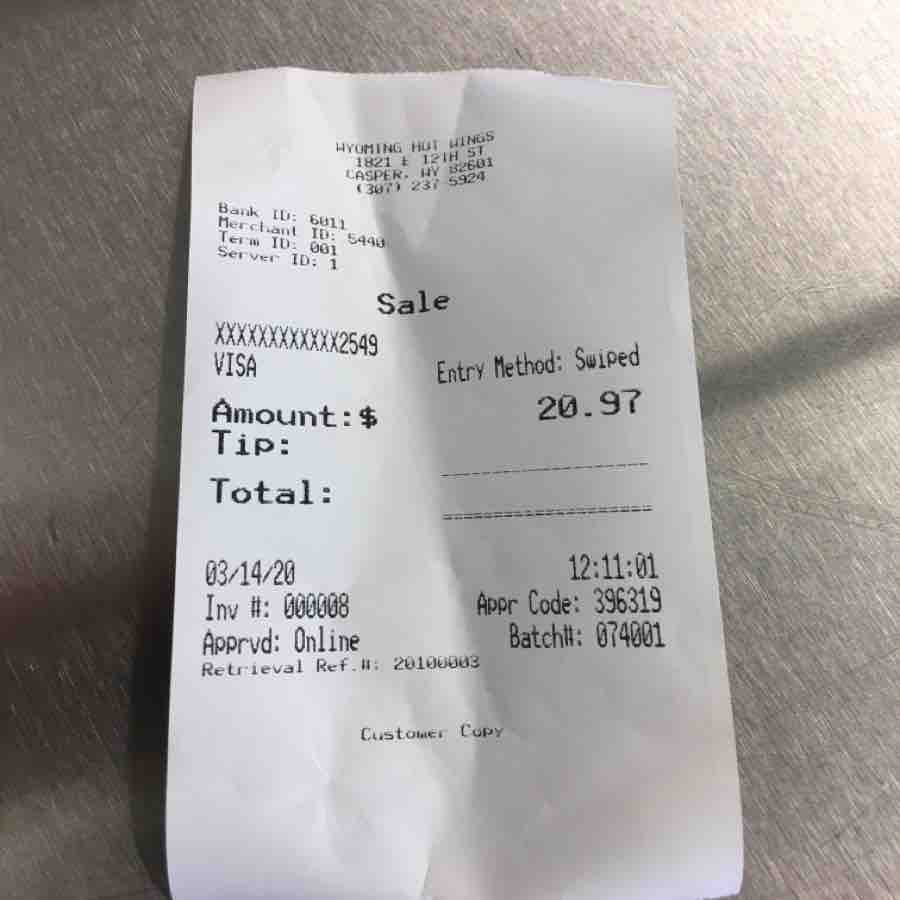 WYOMING HOT WINGS
1821 E 12TH ST
CASPER, WY 82601
(307) 237 5924
Bank ID: 6011
Merchant ID: 5440
Term ID: 001
Server ID: 1
Sale
XXXXXXXXXXXX2549
VISA
Entry Method: Swiped
Amount:$ 20.97
Tip:
Total:
03/14/20 12:11:01
Inv #: 000008 Appr Code: 396319
Apprvd: Online Batch#: 074001
Retrieval Ref.#: 20100003
Customer Copy